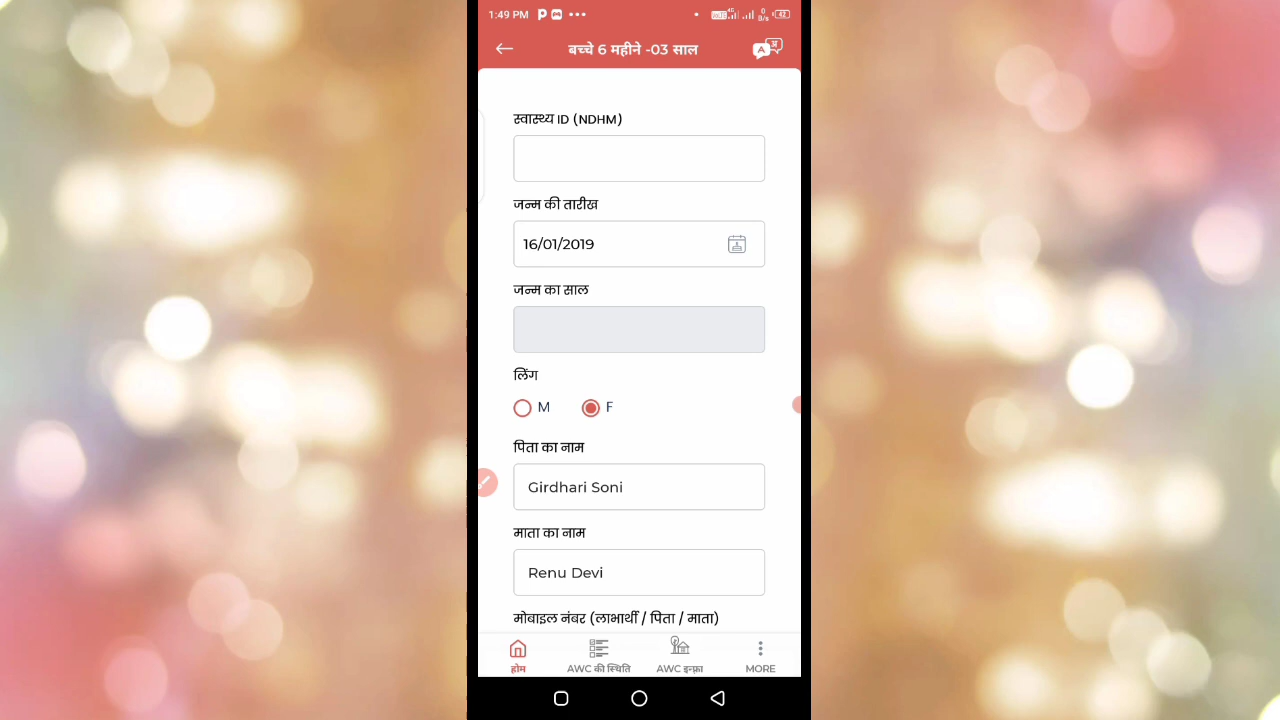 1:49 PM
42
बच्चे 6 महीने -03 साल
स्वास्थ्य ID (NDHM)
जन्म की तारीख
16/01/2019
जन्म का साल
लिंग
M F
पिता का नाम
Girdhari Soni
माता का नाम
Renu Devi
मोबाइल नंबर (लाभार्थी / पिता / माता)
होम AWC की स्थिति AWC इन्फ्रा MORE